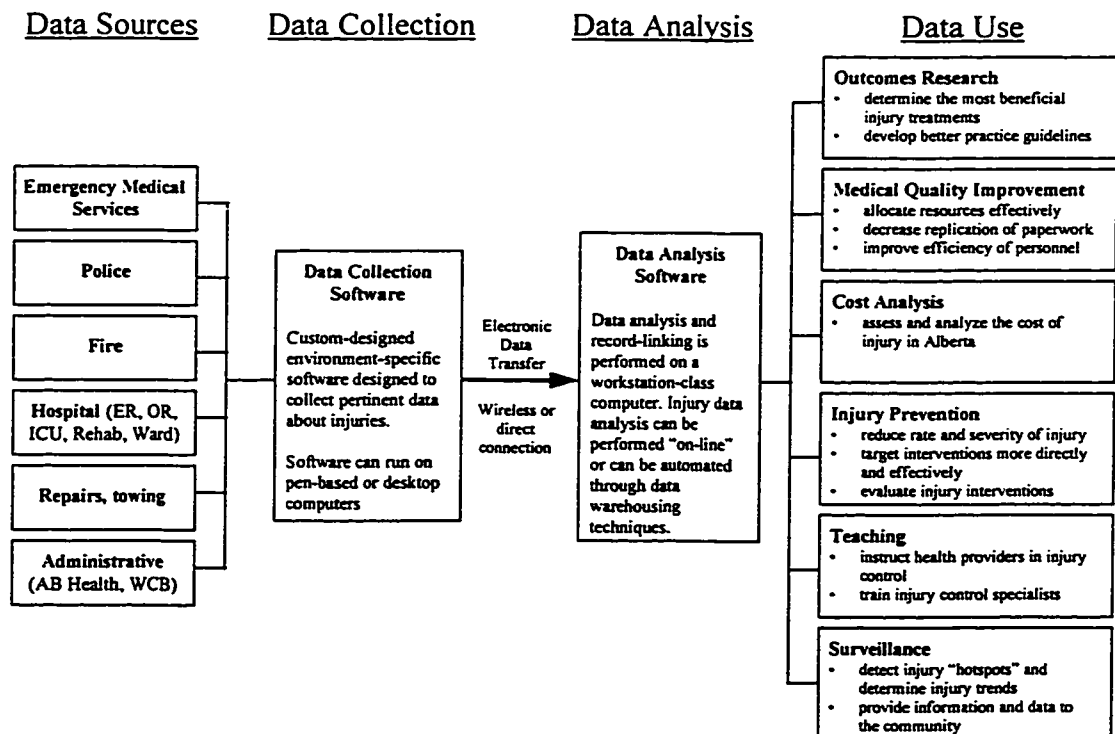 Data Sources
Data Collection
Data Analysis
Data Use
Emergency Medical
Services
Police
Fire
Hospital (ER, OR,
ICU, Rehab, Ward)
Repairs, towing
Administrative
(AB Health, WCB)
Data Collection
Software
Custom-designed
environment-specific
software designed to
collect pertinent data
about injuries.
Software can run on
pen-based or desktop
computers
Electronic
Data
Transfer
Wireless or
direct
connection
Data Analysis
Software
Data analysis and
record-linking is
performed on a
workstation-class
computer. Injury data
analysis can be
performed "on-line"
or can be automated
through data
warehousing
techniques.
Outcomes Research
• determine the most beneficial
injury treatments
• develop better practice guidelines
Medical Quality Improvement
• allocate resources effectively
• decrease replication of paperwork
• improve efficiency of personnel
Cost Analysis
• assess and analyze the cost of
injury in Alberta
Injury Prevention
• reduce rate and severity of injury
• target interventions more directly
and effectively
• evaluate injury interventions
Teaching
• instruct health providers in injury
control
• train injury control specialists
Surveillance
• detect injury "hotspots" and
determine injury trends
• provide information and data to
the community